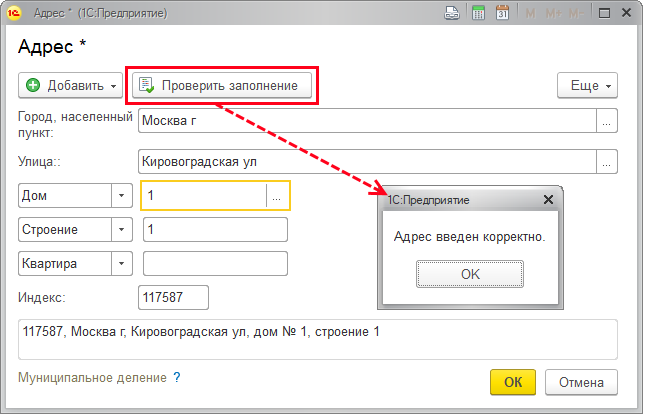 1С Адрес * (1С:Предприятие) 31 M M+ M-
Адрес *
Добавить Проверить заполнение Еще
Город, населенный пункт: Москва г ...
Улица:: Кировоградская ул ...
Дом 1 ...
1С:Предприятие
Строение 1
Адрес введен корректно.
Квартира
OK
Индекс: 117587
117587, Москва г, Кировоградская ул, дом № 1, строение 1
Муниципальное деление ? ОК Отмена